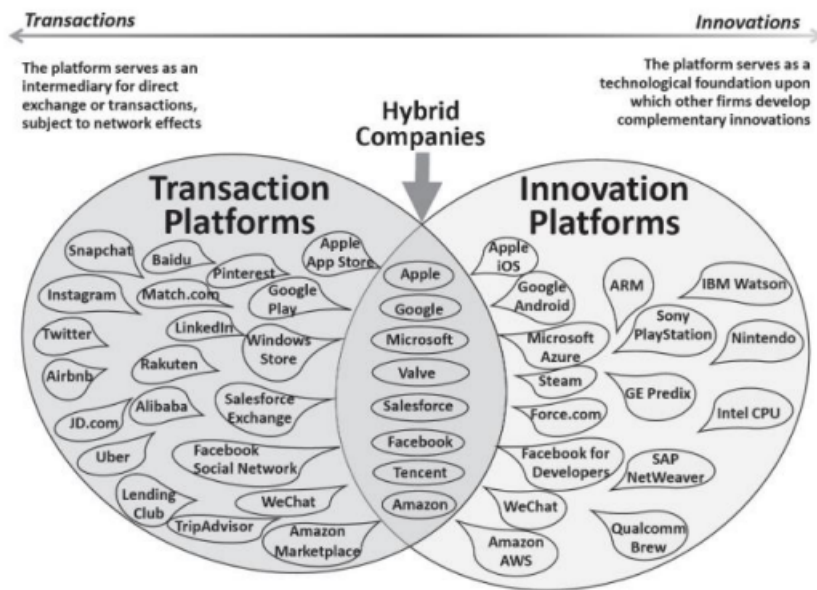 Transactions
Innovations
The platform serves as an
intermediary for direct
exchange or transactions,
subject to network effects
The platform serves as a
technological foundation upon
which other firms develop
complementary innovations
Hybrid
Companies
Transaction
Platforms
Innovation
Platforms
Snapchat
Baidu
Pinterest
Apple
App Store
Instagram
Match.com
Google
Play
Twitter
LinkedIn
Windows
Store
Airbnb
Rakuten
JD.com
Alibaba
Salesforce
Exchange
Uber
Facebook
Social Network
Lending
Club
WeChat
TripAdvisor
Amazon
Marketplace
Apple
Google
Microsoft
Valve
Salesforce
Facebook
Tencent
Amazon
Apple
iOS
Google
Android
ARM
IBM Watson
Microsoft
Azure
Sony
PlayStation
Nintendo
Steam
GE Predix
Force.com
Intel CPU
Facebook for
Developers
SAP
NetWeaver
WeChat
Amazon
AWS
Qualcomm
Brew